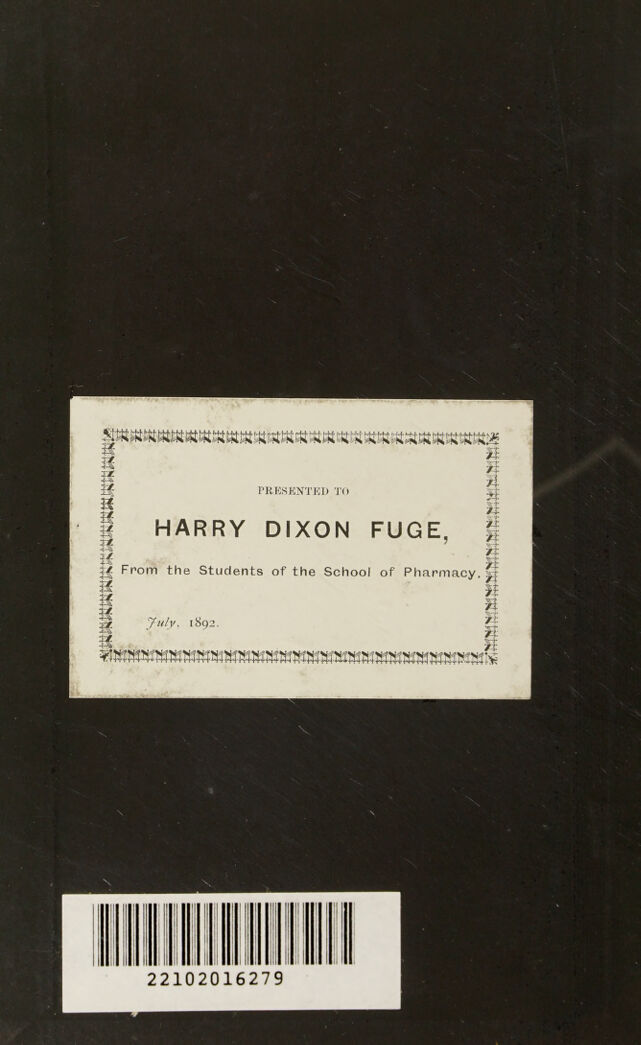 PRESENTED TO
HARRY DIXON FUGE,
From the Students of the School of Pharmacy.
July, 1892.
22102016279